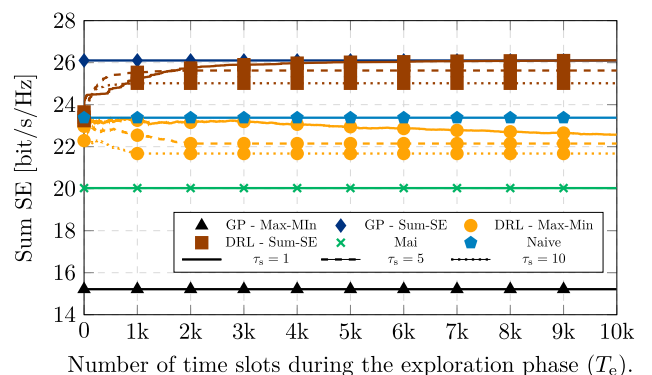 Sum SE [bit/s/Hz]
28
26
24
22
20
18
16
14
GP - Max-MIn GP - Sum-SE DRL - Max-Min
DRL - Sum-SE Mai Naive
τs = 1 τs = 5 τs = 10
0 1k 2k 3k 4k 5k 6k 7k 8k 9k 10k
Number of time slots during the exploration phase (Te).